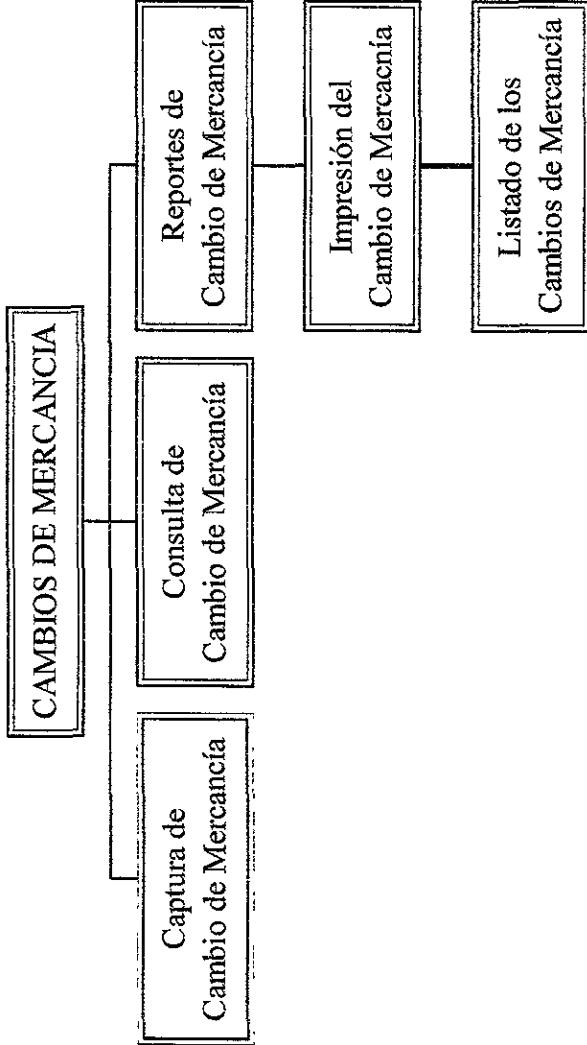 CAMBIOS DE MERCANCIA
Captura de
Cambio de Mercancía
Consulta de
Cambio de Mercancía
Reportes de
Cambio de Mercancía
Impresión del
Cambio de Mercacnía
Listado de los
Cambios de Mercancía